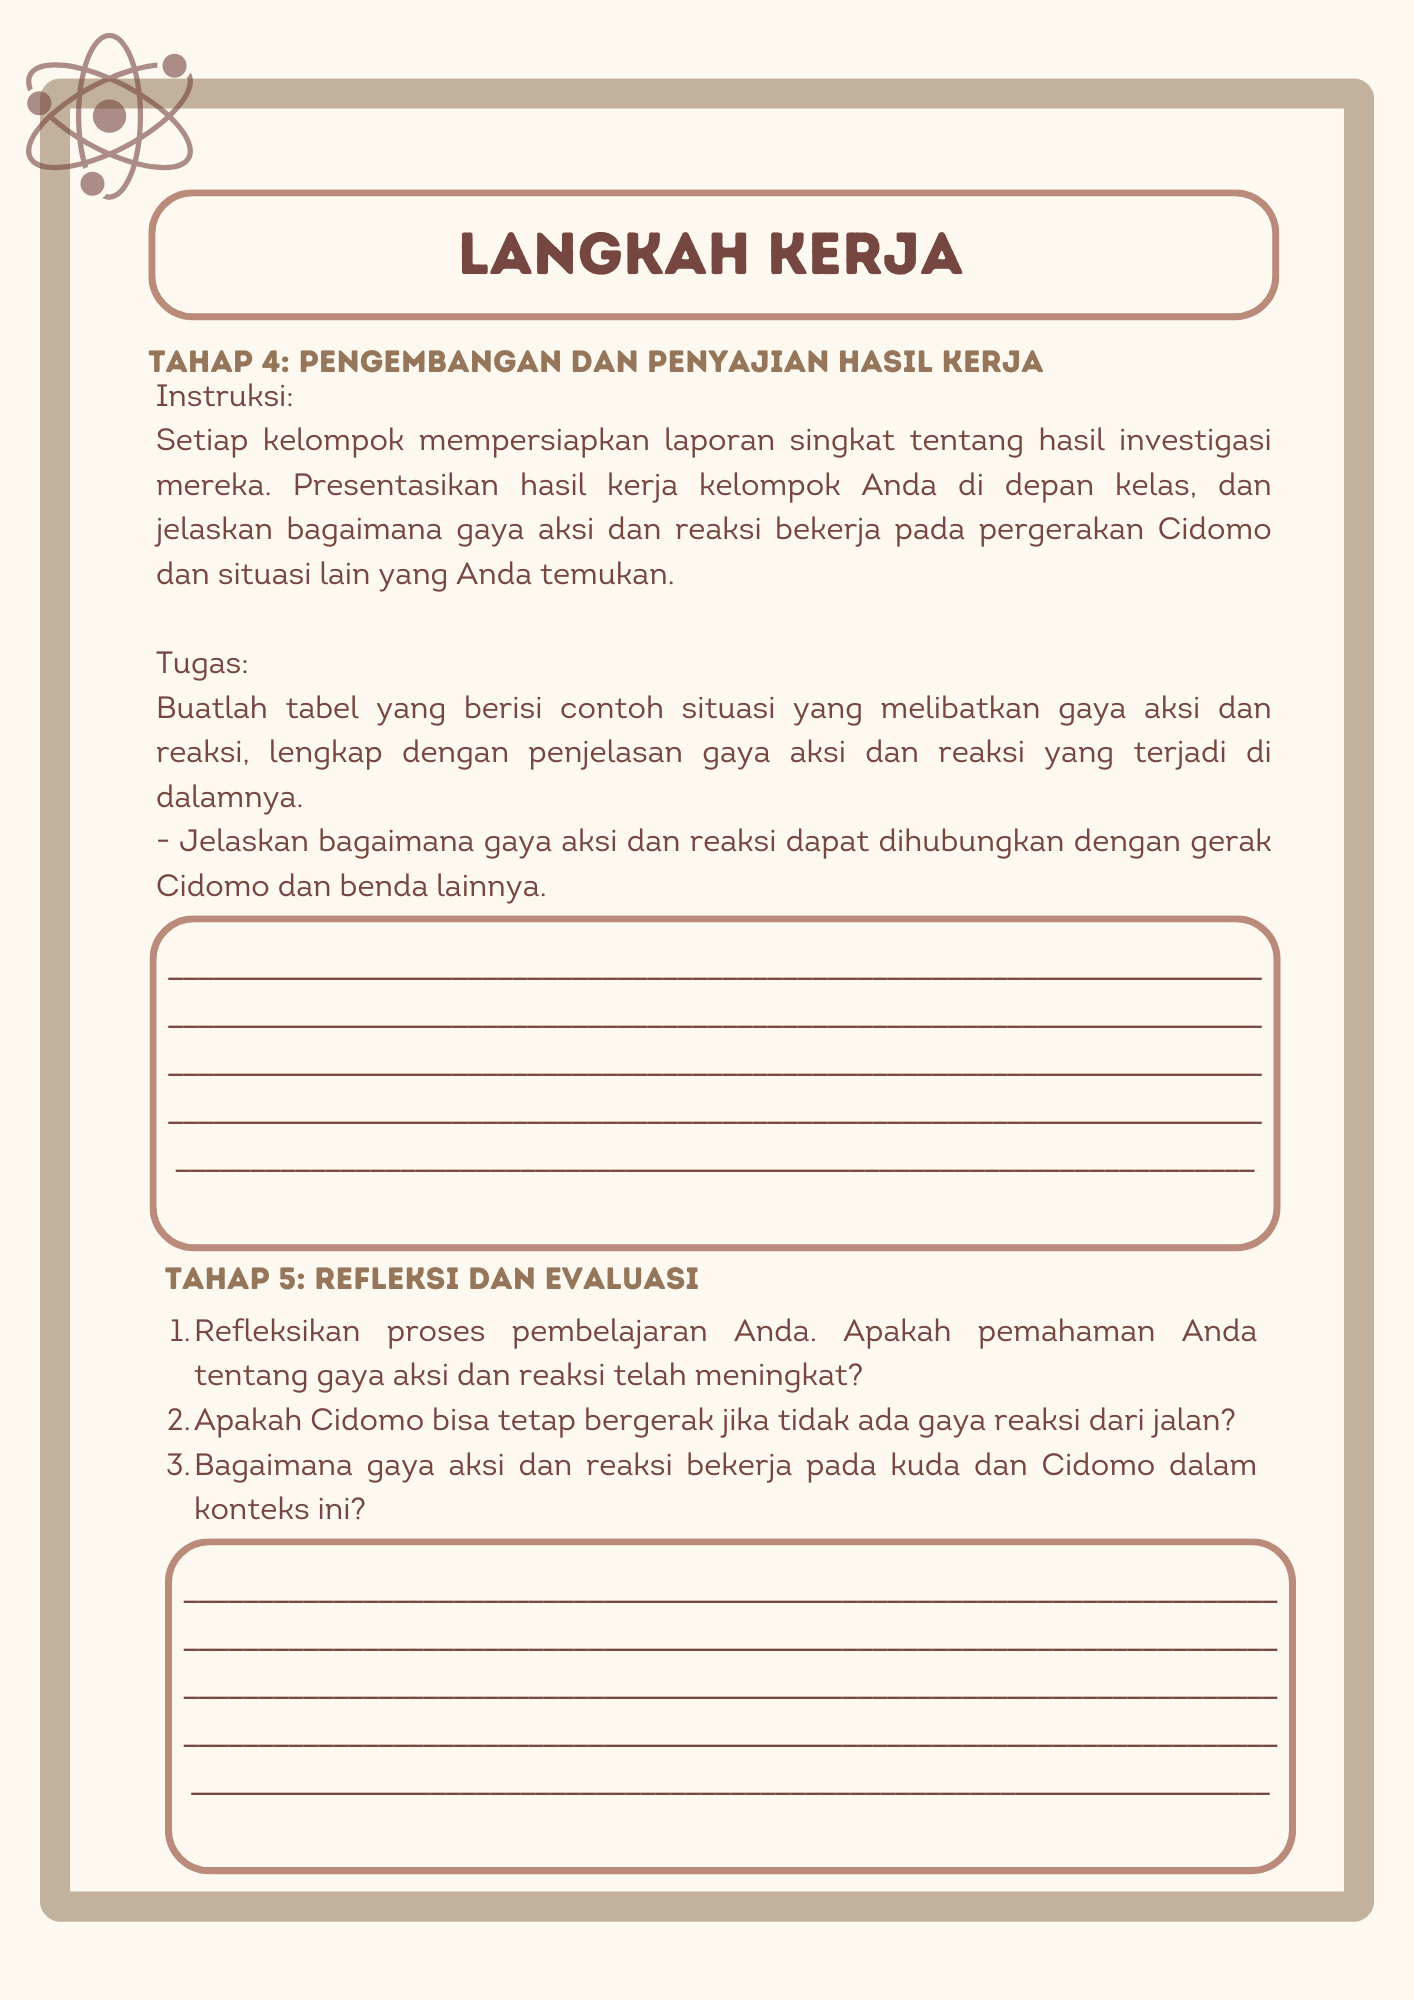 LANGKAH KERJA
TAHAP 4: PENGEMBANGAN DAN PENYAJIAN HASIL KERJA
Instruksi:
Setiap kelompok mempersiapkan laporan singkat tentang hasil investigasi
mereka. Presentasikan hasil kerja kelompok Anda di depan kelas, dan
jelaskan bagaimana gaya aksi dan reaksi bekerja pada pergerakan Cidomo
dan situasi lain yang Anda temukan.
Tugas:
Buatlah tabel yang berisi contoh situasi yang melibatkan gaya aksi dan
reaksi, lengkap dengan penjelasan gaya aksi dan reaksi yang terjadi di
dalamnya.
- Jelaskan bagaimana gaya aksi dan reaksi dapat dihubungkan dengan gerak
Cidomo dan benda lainnya.
TAHAP 5: REFLEKSI DAN EVALUASI
1. Refleksikan proses pembelajaran Anda. Apakah pemahaman Anda
tentang gaya aksi dan reaksi telah meningkat?
2. Apakah Cidomo bisa tetap bergerak jika tidak ada gaya reaksi dari jalan?
3. Bagaimana gaya aksi dan reaksi bekerja pada kuda dan Cidomo dalam
konteks ini?